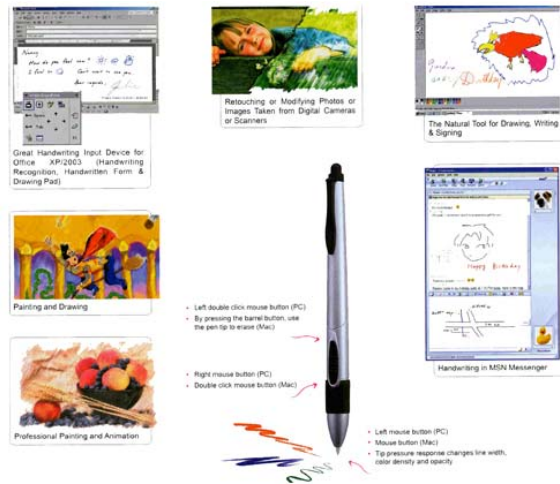 Great Handwriting Input Device for
Office XP/2003 (Handwriting
Recognition, Handwritten Form &
Drawing Pad)
Retouching or Modifying Photos or
Images Taken from Digital Cameras
or Scanners
The Natural Tool for Drawing, Writing
& Signing
Painting and Drawing
Professional Painting and Animation
• Left double click mouse button (PC)
• By pressing the barrel button, use
the pen-tip to erase (Mac)
• Right mouse button (PC)
• Double click mouse button (Mac)
Happy Birthday
Handwriting in MSN Messenger
• Left mouse button (PC)
• Mouse button (Mac)
• Tip pressure response changes line width,
color density and opacity